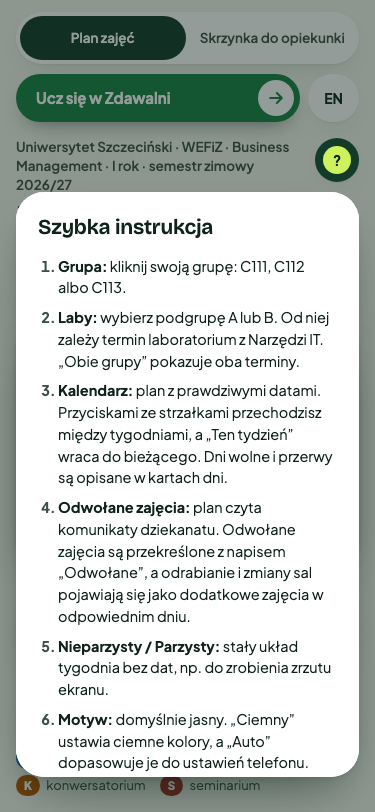 Plan zajęć
Skrzynka do opiekunki
Ucz się w Zdawalni
EN
Uniwersytet Szczeciński · WEFiZ · Business
Management · I rok · semestr zimowy
2026/27
?
Szybka instrukcja
1. Grupa: kliknij swoją grupę: C111, C112
albo C113.
2. Laby: wybierz podgrupę A lub B. Od niej
zależy termin laboratorium z Narzędzi IT.
„Obie grupy” pokazuje oba terminy.
3. Kalendarz: plan z prawdziwymi datami.
Przyciskami ze strzałkami przechodzisz
między tygodniami, a „Ten tydzień”
wraca do bieżącego. Dni wolne i przerwy
są opisane w kartach dni.
4. Odwołane zajęcia: plan czyta
komunikaty dziekanatu. Odwołane
zajęcia są przekreślone z napisem
„Odwołane”, a odrabianie i zmiany sal
pojawiają się jako dodatkowe zajęcia w
odpowiednim dniu.
5. Nieparzysty / Parzysty: stały układ
tygodnia bez dat, np. do zrobienia zrzutu
ekranu.
6. Motyw: domyślnie jasny. „Ciemny”
ustawia ciemne kolory, a „Auto”
dopasowuje je do ustawień telefonu.
K konwersatorium S seminarium